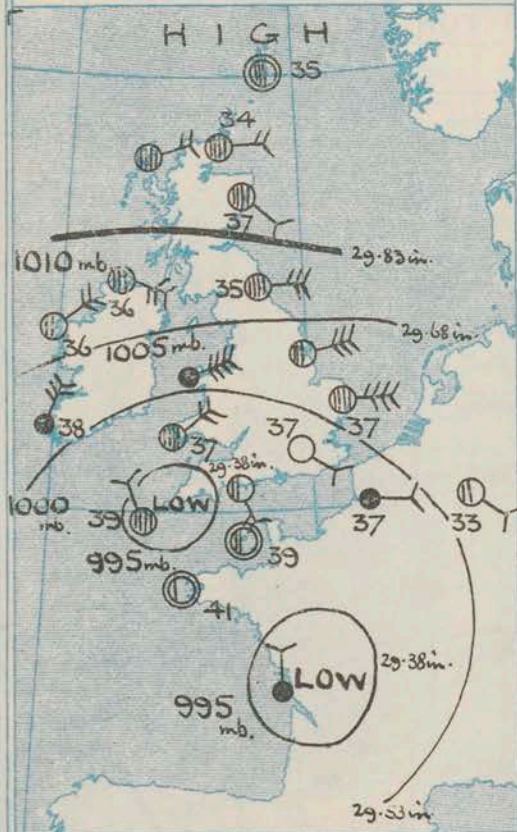 HIGH
35
34
37
1010 mb.
29·83 in.
36
35
36
1005 mb.
29·68 in.
38
37
37
37
29·38 in.
1000 mb.
39
LOW
37
33
995 mb.
39
41
LOW
29·38 in.
995 mb.
29·53 in.